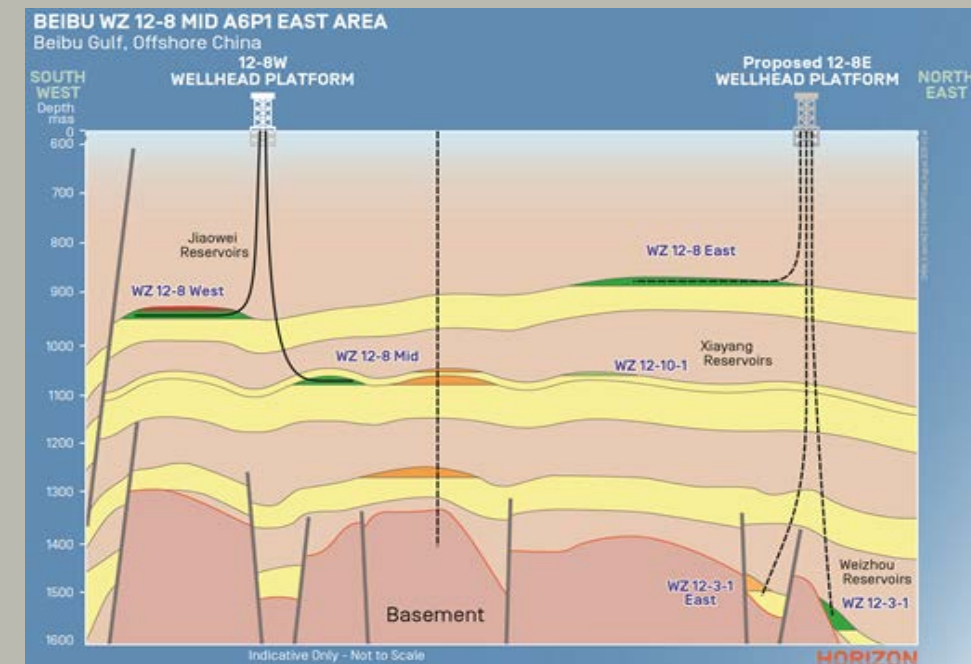 BEIBU WZ 12-8 MID A6P1 EAST AREA
Beibu Gulf, Offshore China
12-8W
WELLHEAD PLATFORM
Proposed 12-8E
WELLHEAD PLATFORM
SOUTH
WEST
NORTH
EAST
Depth
mss
0
600
700
800
900
1000
1100
1200
1300
1400
1500
1600
Jiaowei
Reservoirs
WZ 12-8 West
WZ 12-8 East
WZ 12-8 Mid
Xiayang
Reservoirs
WZ 12-10-1
Weizhou
Reservoirs
WZ 12-3-1
East
WZ 12-3-1
Basement
Indicative Only - Not to Scale
HORIZON